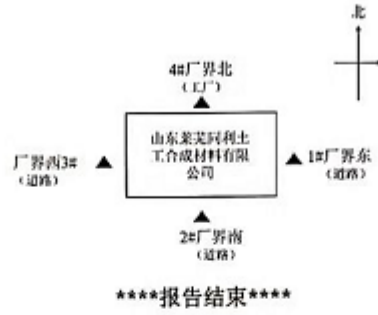 北
4#厂界北
（工厂）
山东莱芜同利土
工合成材料有限
公司
厂界西3#
（道路）
1#厂界东
（道路）
2#厂界南
（道路）
****报告结束****